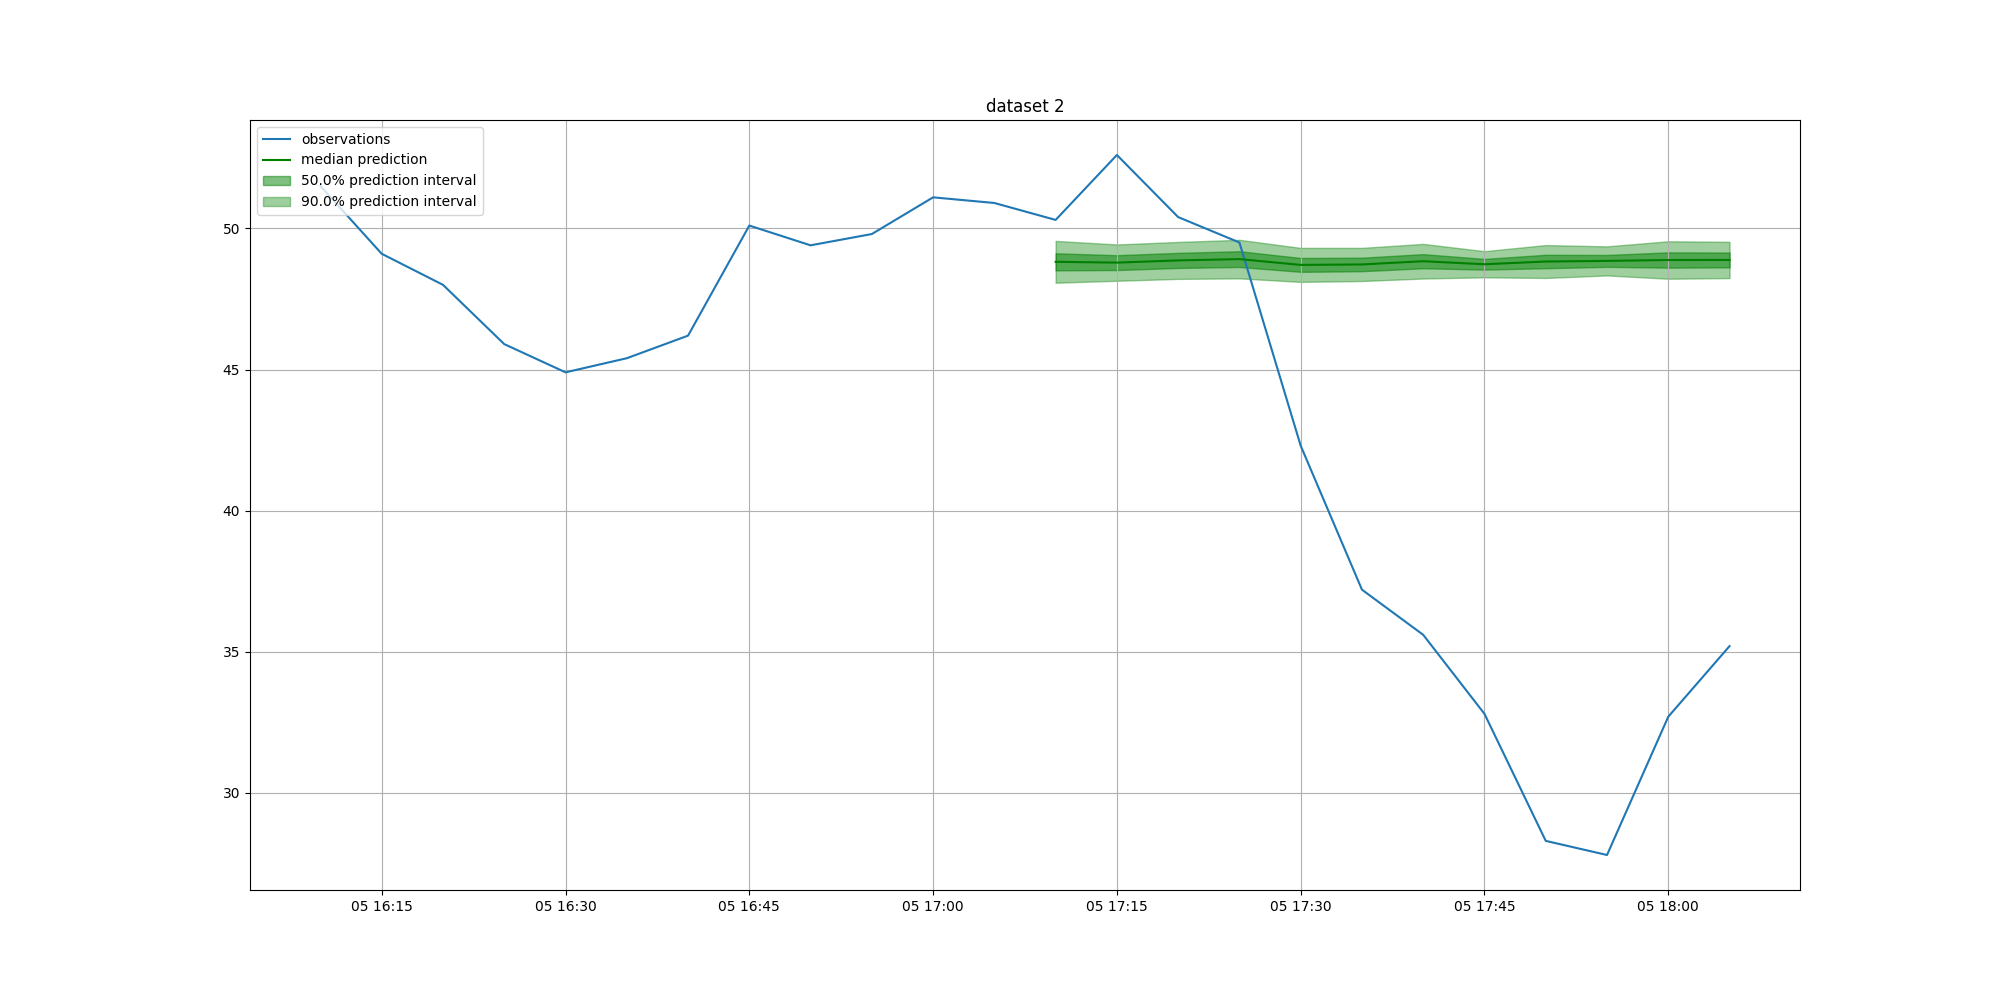 dataset 2
observations
median prediction
50.0% prediction interval
90.0% prediction interval
50
45
40
35
30
05 16:15
05 16:30
05 16:45
05 17:00
05 17:15
05 17:30
05 17:45
05 18:00